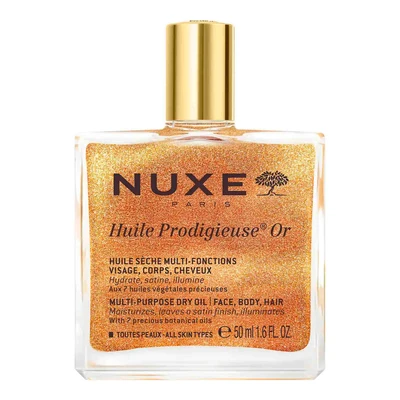 NUXE
PARIS
Huile Prodigieuse® Or
HUILE SÈCHE MULTI-FONCTIONS
VISAGE, CORPS, CHEVEUX
Hydrate, satine, illumine
Aux 7 huiles végétales précieuses
MULTI-PURPOSE DRY OIL | FACE, BODY, HAIR
Moisturizes, leaves a satin finish, illuminates
With 7 precious botanical oils
■ TOUTES PEAUX - ALL SKIN TYPES ℮ 50 ml 1.6 FL. OZ.